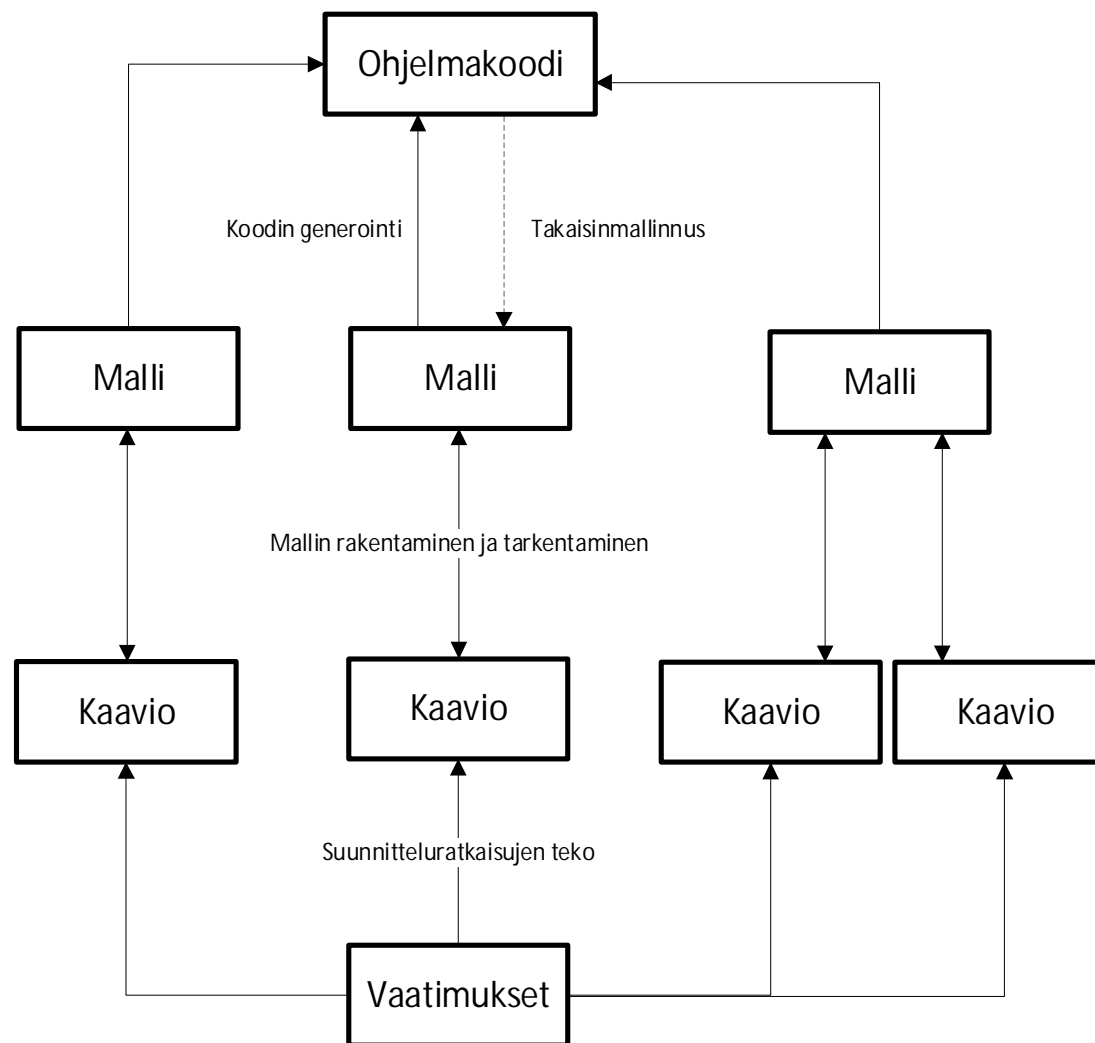 Ohjelmakoodi
Koodin generointi
Takaisinmallinnus
Malli
Malli
Malli
Mallin rakentaminen ja tarkentaminen
Kaavio
Kaavio
Kaavio
Kaavio
Suunnitteluratkaisujen teko
Vaatimukset